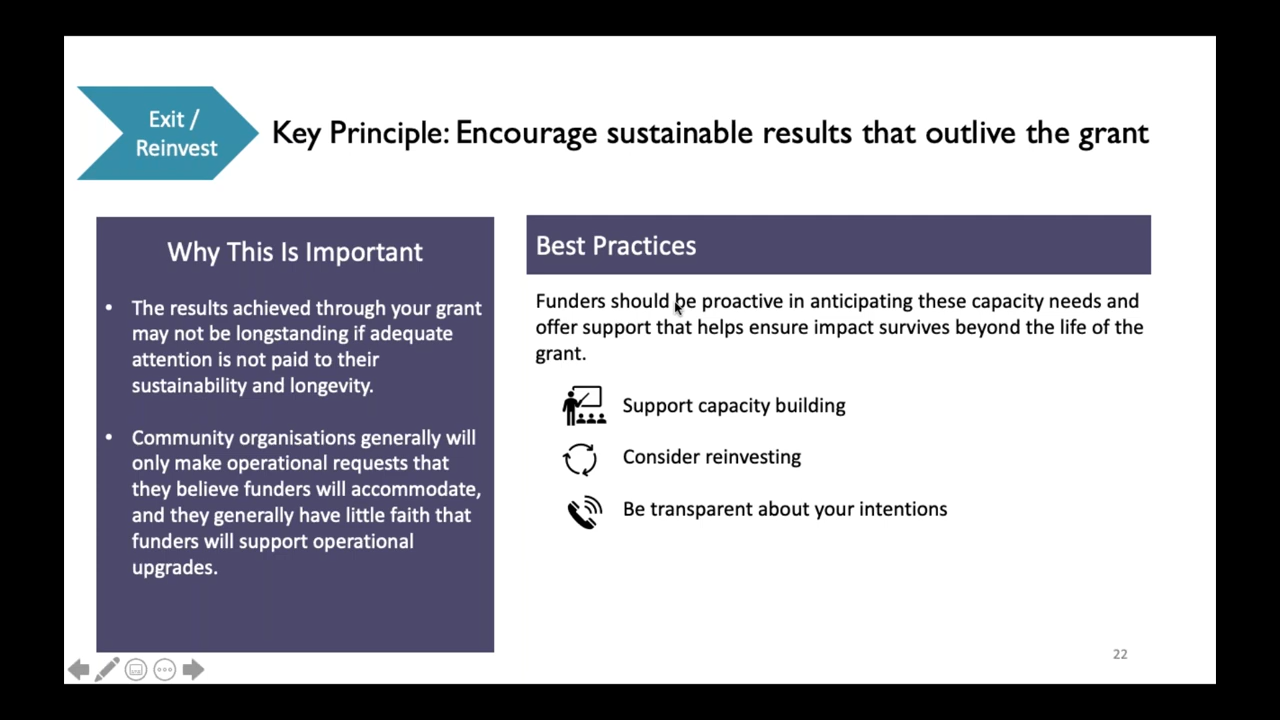 Exit /
Reinvest
Key Principle: Encourage sustainable results that outlive the grant
Why This Is Important
• The results achieved through your grant
may not be longstanding if adequate
attention is not paid to their
sustainability and longevity.
• Community organisations generally will
only make operational requests that
they believe funders will accommodate,
and they generally have little faith that
funders will support operational
upgrades.
Best Practices
Funders should be proactive in anticipating these capacity needs and
offer support that helps ensure impact survives beyond the life of the
grant.
Support capacity building
Consider reinvesting
Be transparent about your intentions
22